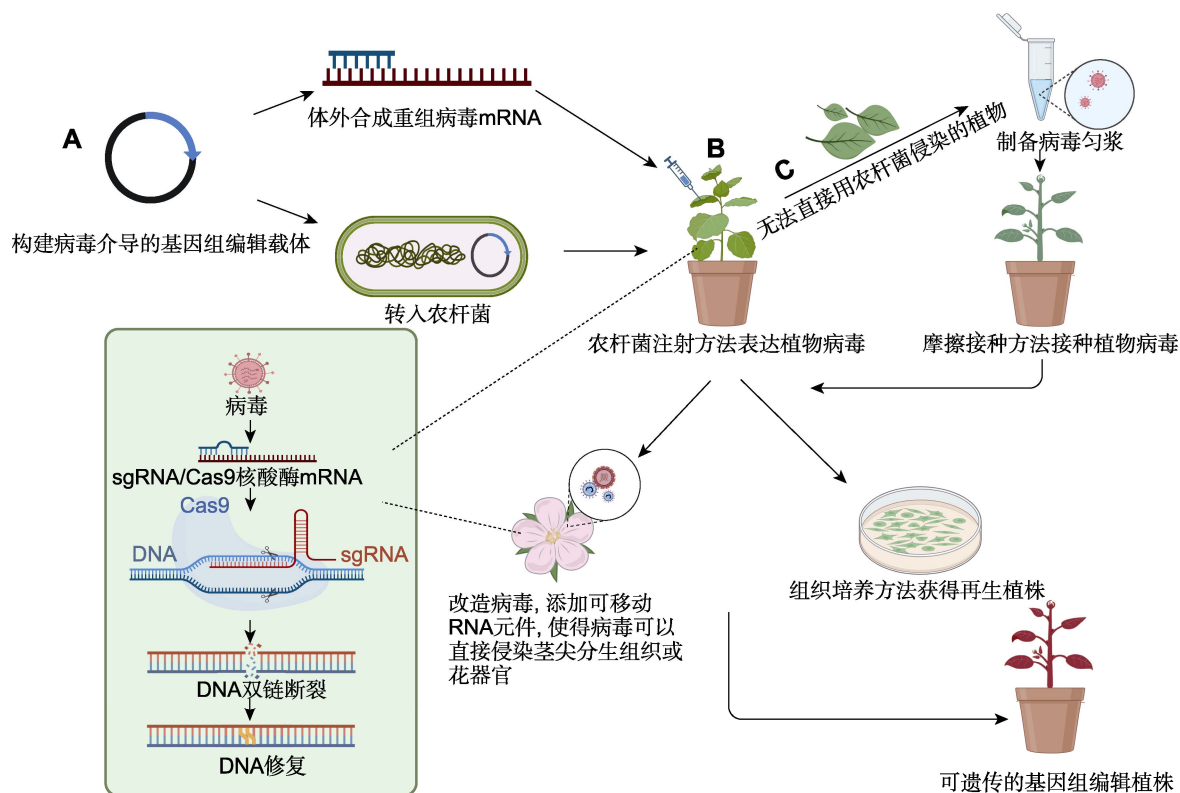 A
构建病毒介导的基因组编辑载体
体外合成重组病毒mRNA
转入农杆菌
B
农杆菌注射方法表达植物病毒
C
无法直接用农杆菌侵染的植物
制备病毒匀浆
摩擦接种方法接种植物病毒
病毒
sgRNA/Cas9核酸酶mRNA
Cas9
DNA
sgRNA
DNA双链断裂
DNA修复
改造病毒, 添加可移动
RNA元件, 使得病毒可以
直接侵染茎尖分生组织或
花器官
组织培养方法获得再生植株
可遗传的基因组编辑植株